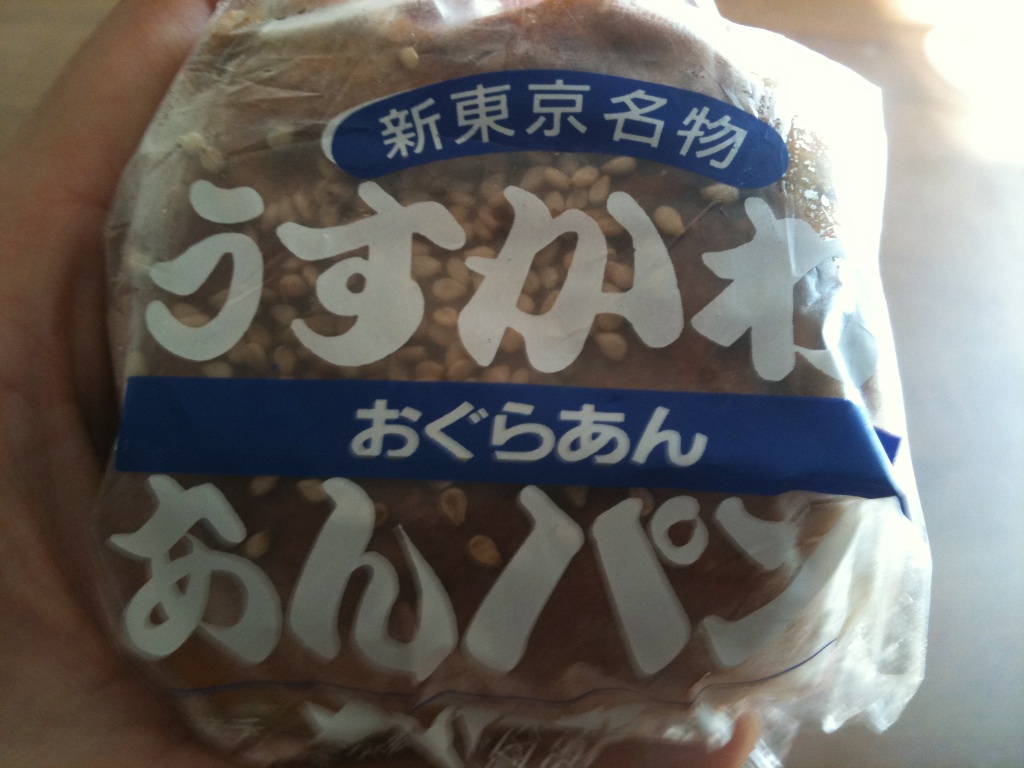 新東京名物
うすかわ
おぐらあん
あんパン